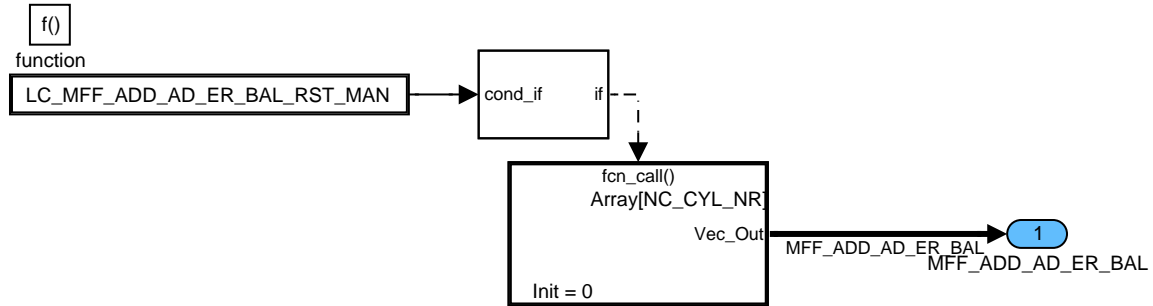 f()
function
LC_MFF_ADD_AD_ER_BAL_RST_MAN
cond_if
if
fcn_call()
Array[NC_CYL_NR]
Vec_Out
Init = 0
MFF_ADD_AD_ER_BAL
1
MFF_ADD_AD_ER_BAL